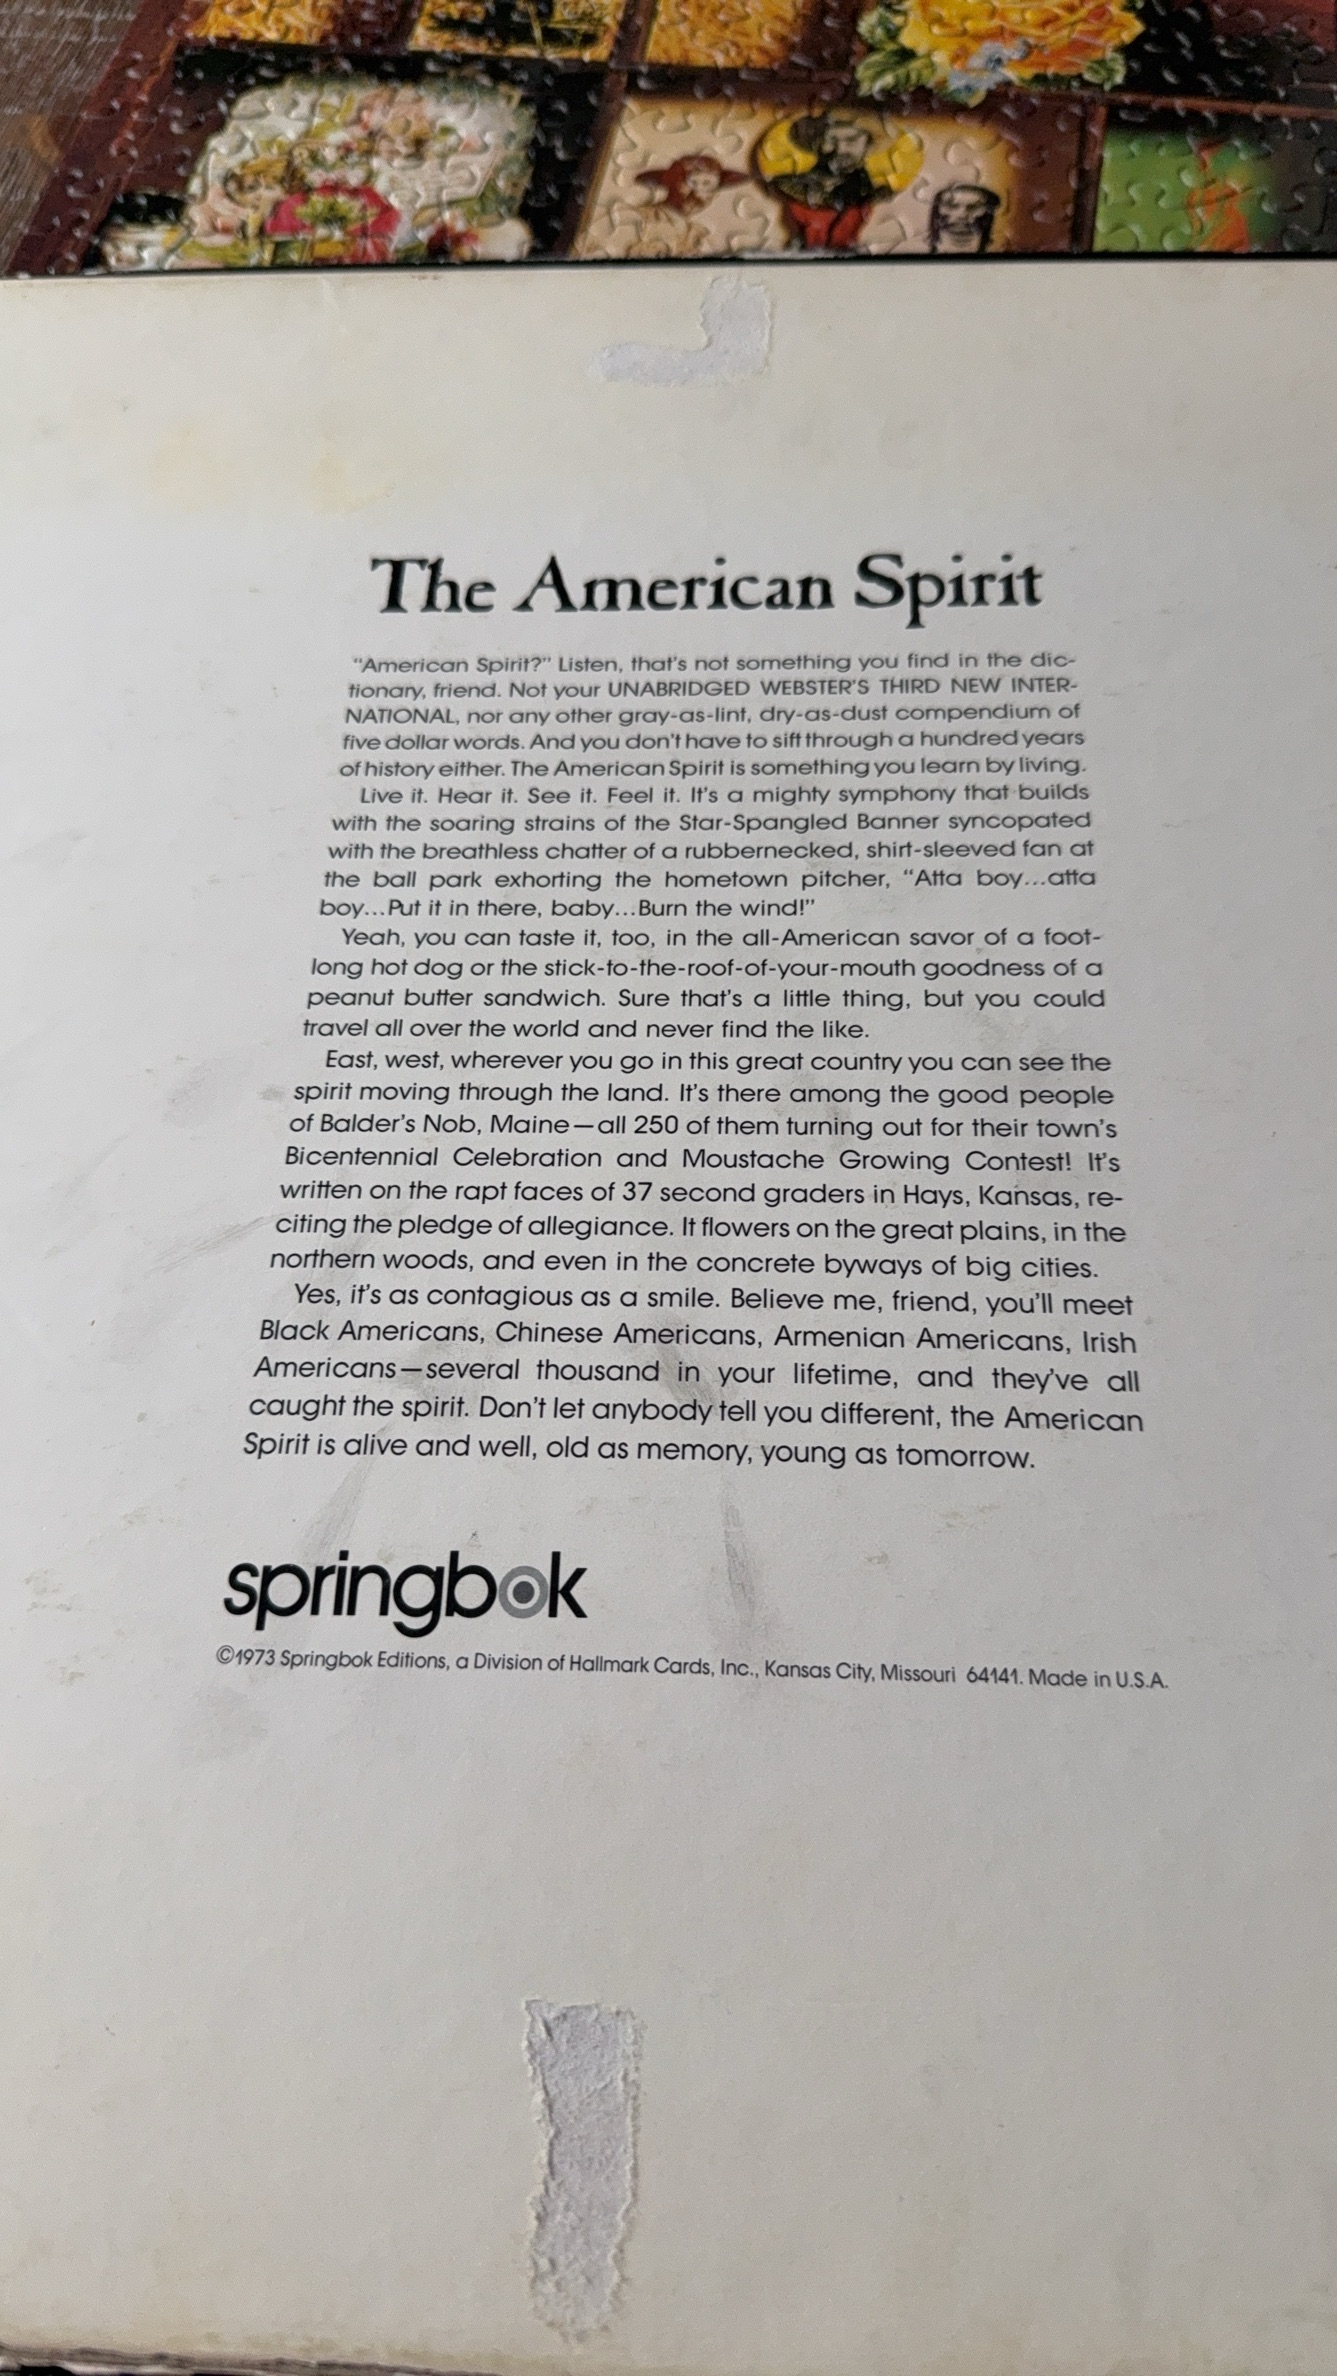 The American Spirit
"American Spirit?" Listen, that's not something you find in the dic-
tionary, friend. Not your UNABRIDGED WEBSTER'S THIRD NEW INTER-
NATIONAL, nor any other gray-as-lint, dry-as-dust compendium of
five dollar words. And you don't have to sift through a hundred years
of history either. The American Spirit is something you learn by living.
Live it. Hear it. See it. Feel it. It's a mighty symphony that builds
with the soaring strains of the Star-Spangled Banner syncopated
with the breathless chatter of a rubbernecked, shirt-sleeved fan at
the ball park exhorting the hometown pitcher, "Atta boy...atta
boy...Put it in there, baby...Burn the wind!"
Yeah, you can taste it, too, in the all-American savor of a foot-
long hot dog or the stick-to-the-roof-of-your-mouth goodness of a
peanut butter sandwich. Sure that's a little thing, but you could
travel all over the world and never find the like.
East, west, wherever you go in this great country you can see the
spirit moving through the land. It's there among the good people
of Balder's Nob, Maine—all 250 of them turning out for their town's
Bicentennial Celebration and Moustache Growing Contest! It's
written on the rapt faces of 37 second graders in Hays, Kansas, re-
citing the pledge of allegiance. It flowers on the great plains, in the
northern woods, and even in the concrete byways of big cities.
Yes, it's as contagious as a smile. Believe me, friend, you'll meet
Black Americans, Chinese Americans, Armenian Americans, Irish
Americans—several thousand in your lifetime, and they've all
caught the spirit. Don't let anybody tell you different, the American
Spirit is alive and well, old as memory, young as tomorrow.
springbok
©1973 Springbok Editions, a Division of Hallmark Cards, Inc., Kansas City, Missouri 64141. Made in U.S.A.